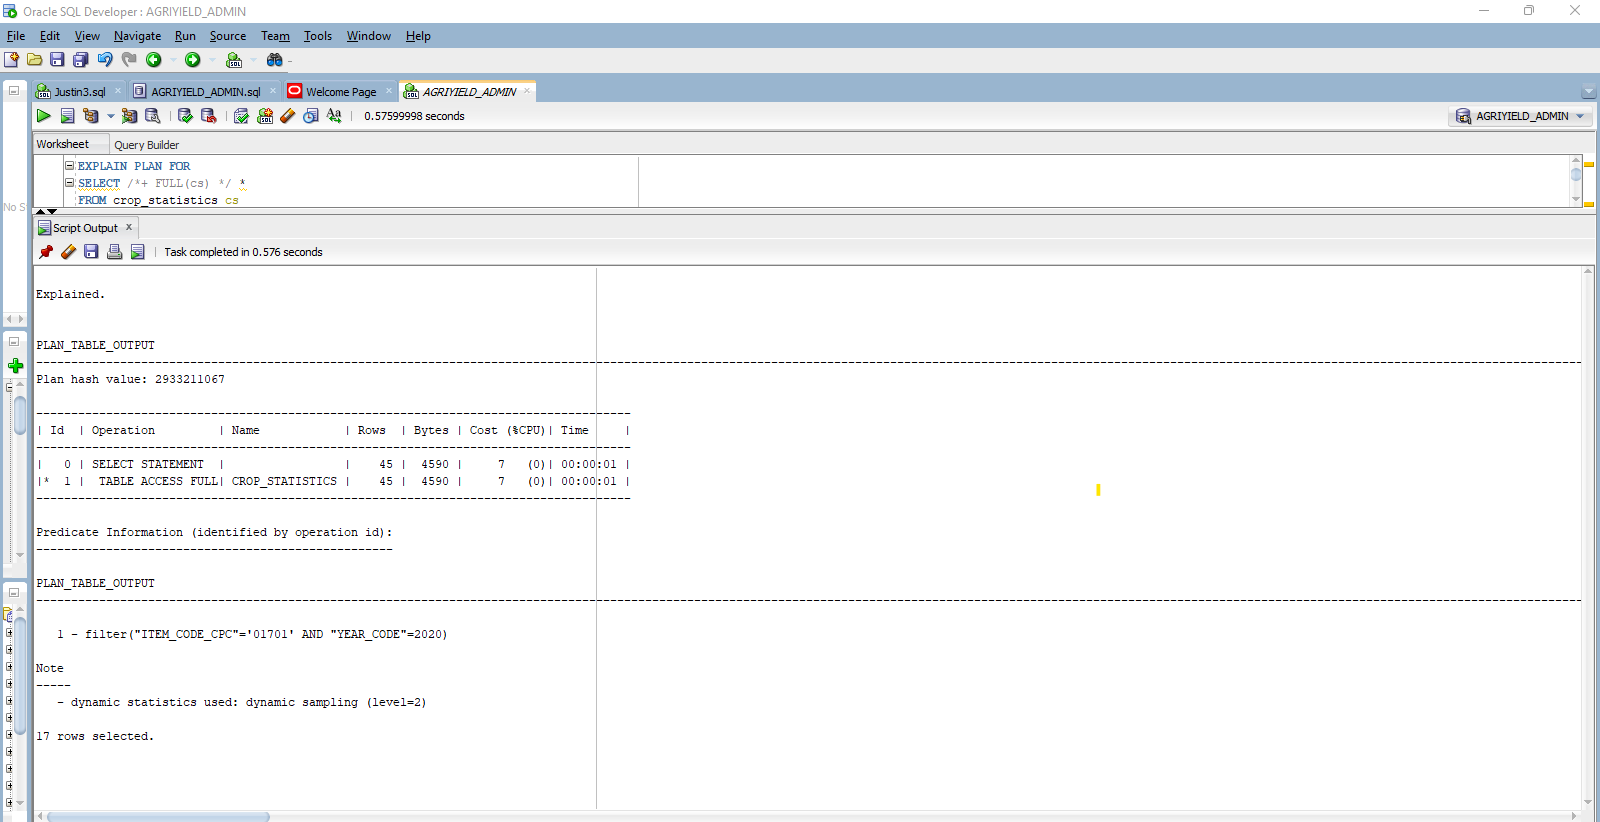 Oracle SQL Developer : AGRIYIELD_ADMIN
File Edit View Navigate Run Source Team Tools Window Help
Justin3.sql AGRIYIELD_ADMIN.sql Welcome Page AGRIYIELD_ADMIN
0.57599998 seconds AGRIYIELD_ADMIN
Worksheet Query Builder
EXPLAIN PLAN FOR
SELECT /*+ FULL(cs) */ *
No S
FROM crop_statistics cs
Script Output
Task completed in 0.576 seconds
Explained.
PLAN_TABLE_OUTPUT
--------------------------------------------------------------------------------
Plan hash value: 2933211067
-------------------------------------------------------------------------------------
| Id  | Operation         | Name            | Rows  | Bytes | Cost (%CPU)| Time     |
-------------------------------------------------------------------------------------
|   0 | SELECT STATEMENT  |                 |    45 |  4590 |     7   (0)| 00:00:01 |
|*  1 |  TABLE ACCESS FULL| CROP_STATISTICS |    45 |  4590 |     7   (0)| 00:00:01 |
-------------------------------------------------------------------------------------
Predicate Information (identified by operation id):
---------------------------------------------------
PLAN_TABLE_OUTPUT
--------------------------------------------------------------------------------
1 - filter("ITEM_CODE_CPC"='01701' AND "YEAR_CODE"=2020)
Note
-----
- dynamic statistics used: dynamic sampling (level=2)
17 rows selected.